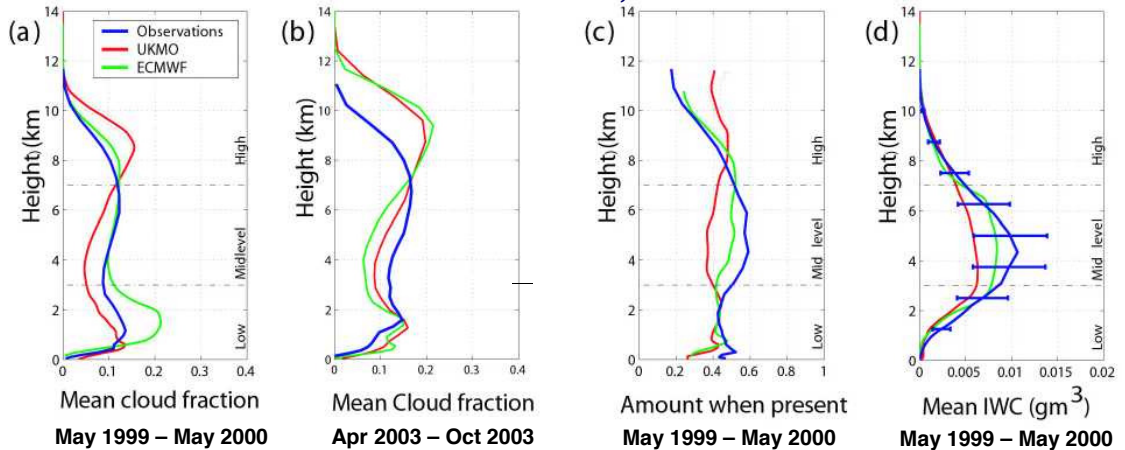 (a)
Observations
UKMO
ECMWF
14
12
10
8
6
4
2
0
Height (km)
High
Midlevel
Low
0
0.1
0.2
0.3
0.4
Mean cloud fraction
May 1999 – May 2000
(b)
14
12
10
8
6
4
2
0
Height (km)
0
0.1
0.2
0.3
0.4
Mean Cloud fraction
Apr 2003 – Oct 2003
(c)
14
12
10
8
6
4
2
0
Height) (km
High
Mid level
Low
0
0.2
0.4
0.6
0.8
1
Amount when present
May 1999 – May 2000
(d)
14
12
10
8
6
4
2
0
Height) (km
High
Mid level
Low
0
0.005
0.01
0.015
0.02
Mean IWC (gm3)
May 1999 – May 2000